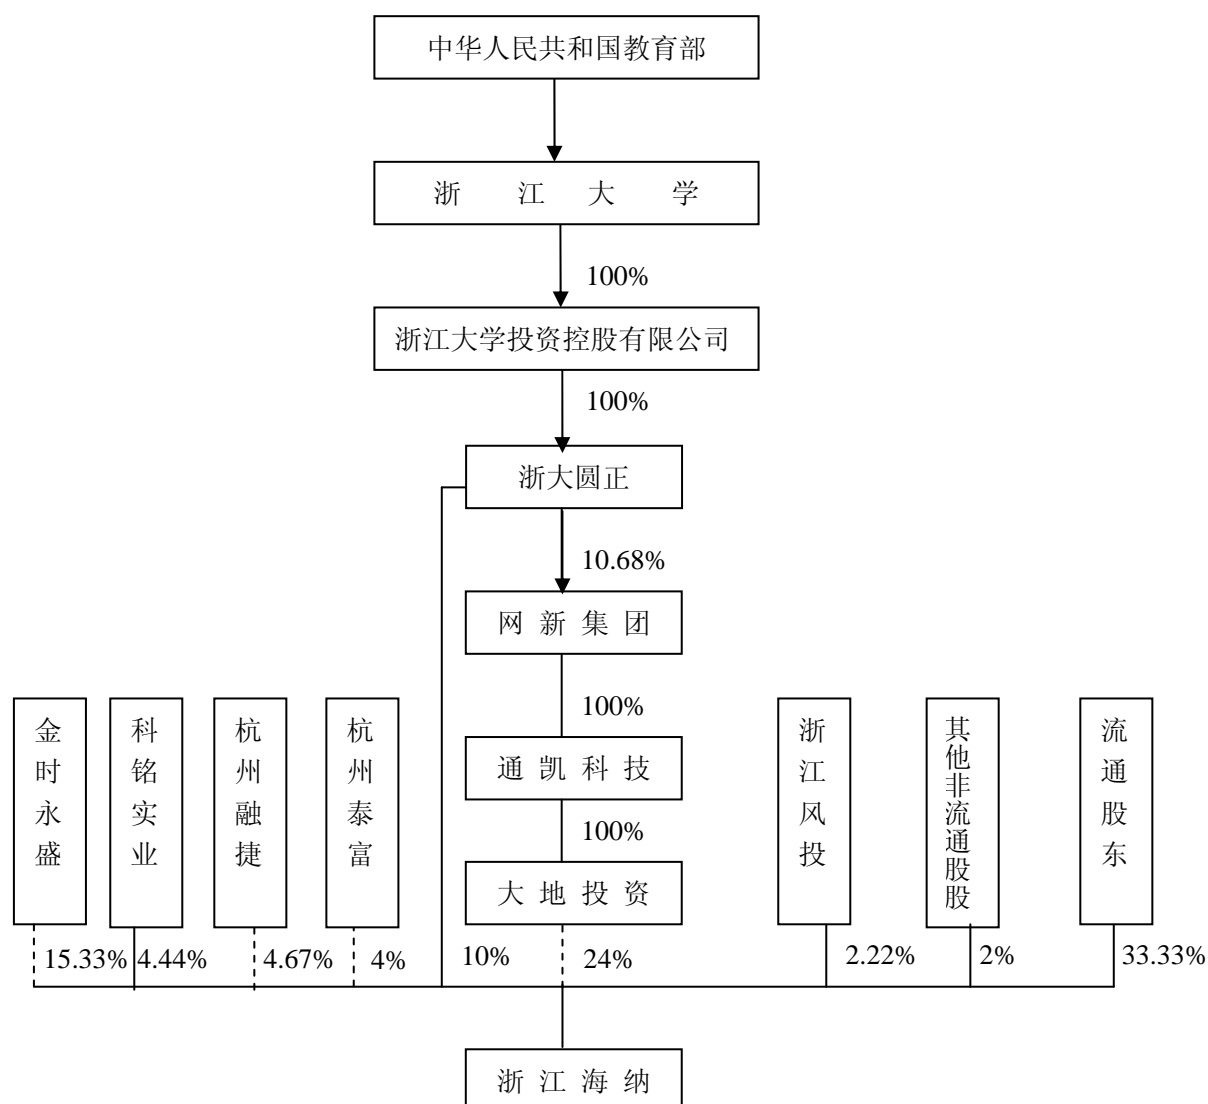 中华人民共和国教育部
浙 江 大 学
100%
浙江大学投资控股有限公司
100%
浙大圆正
10.68%
网 新 集 团
100%
通 凯 科 技
100%
大 地 投 资
金时永盛
科铭实业
杭州融捷
杭州泰富
浙江风投
其他非流通股股
流通股东
15.33%
4.44%
4.67%
4%
10%
24%
2.22%
2%
33.33%
浙 江 海 纳